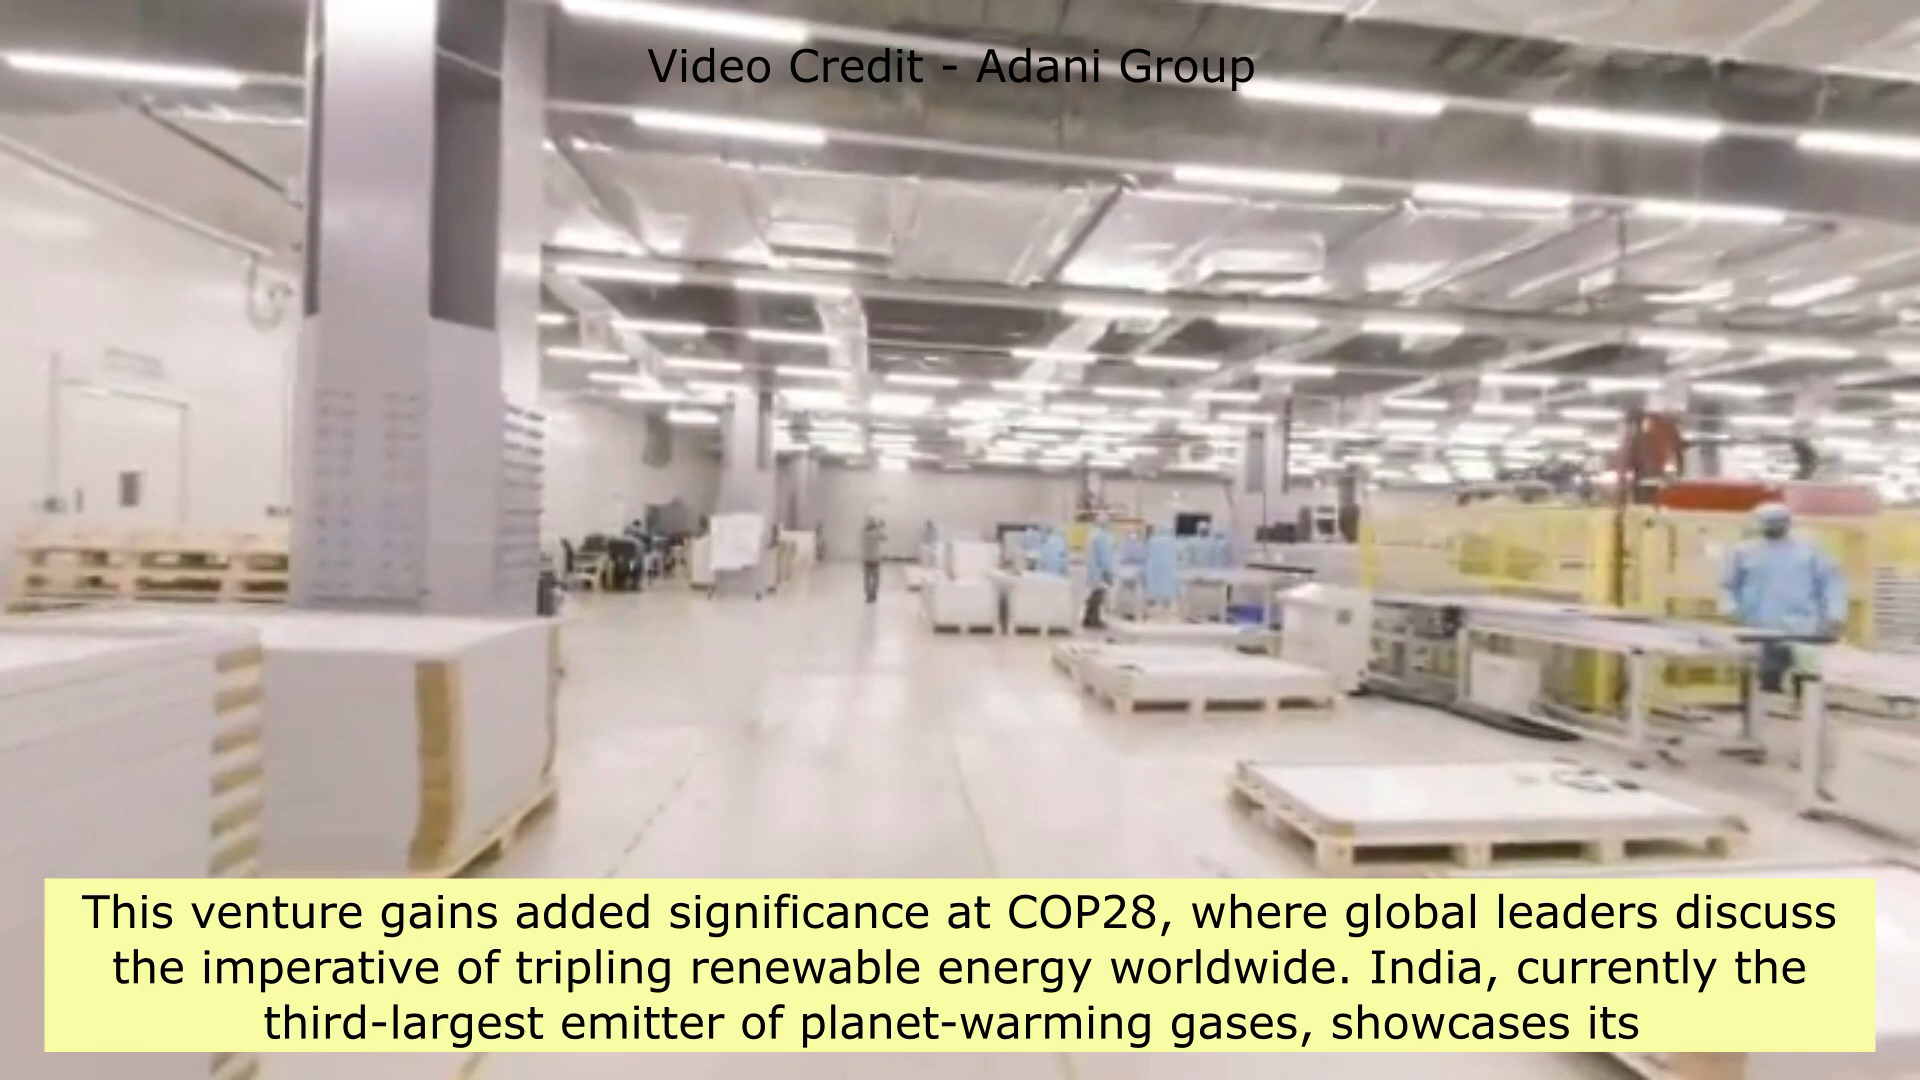 Video Credit - Adani Group
This venture gains added significance at COP28, where global leaders discuss
the imperative of tripling renewable energy worldwide. India, currently the
third-largest emitter of planet-warming gases, showcases its